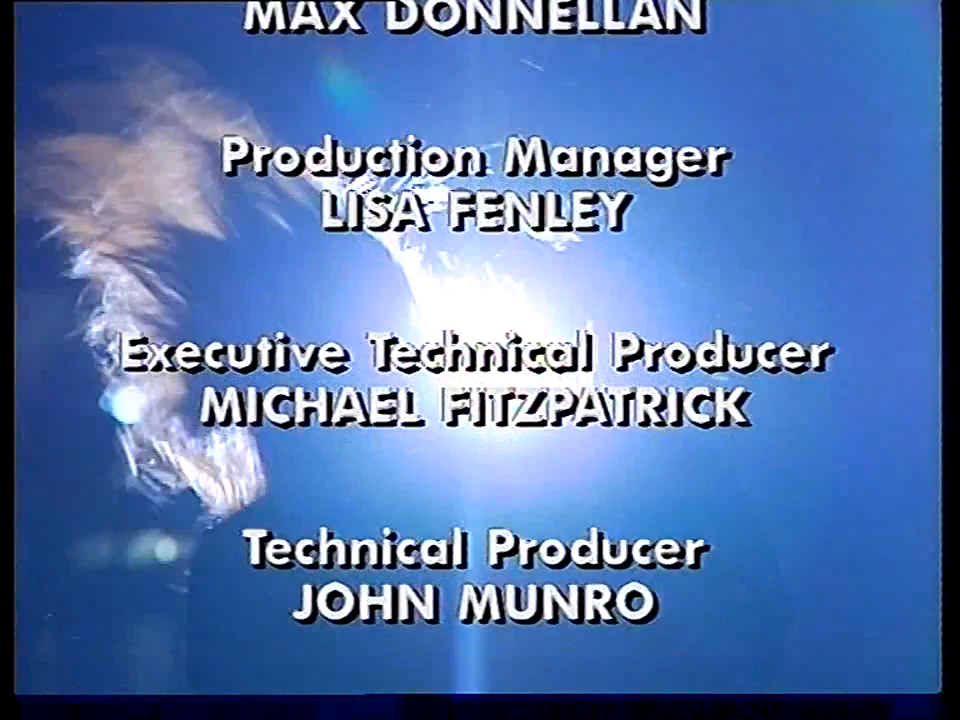 MAX DONNELLAN
Production Manager
LISA FENLEY
Executive Technical Producer
MICHAEL FITZPATRICK
Technical Producer
JOHN MUNRO